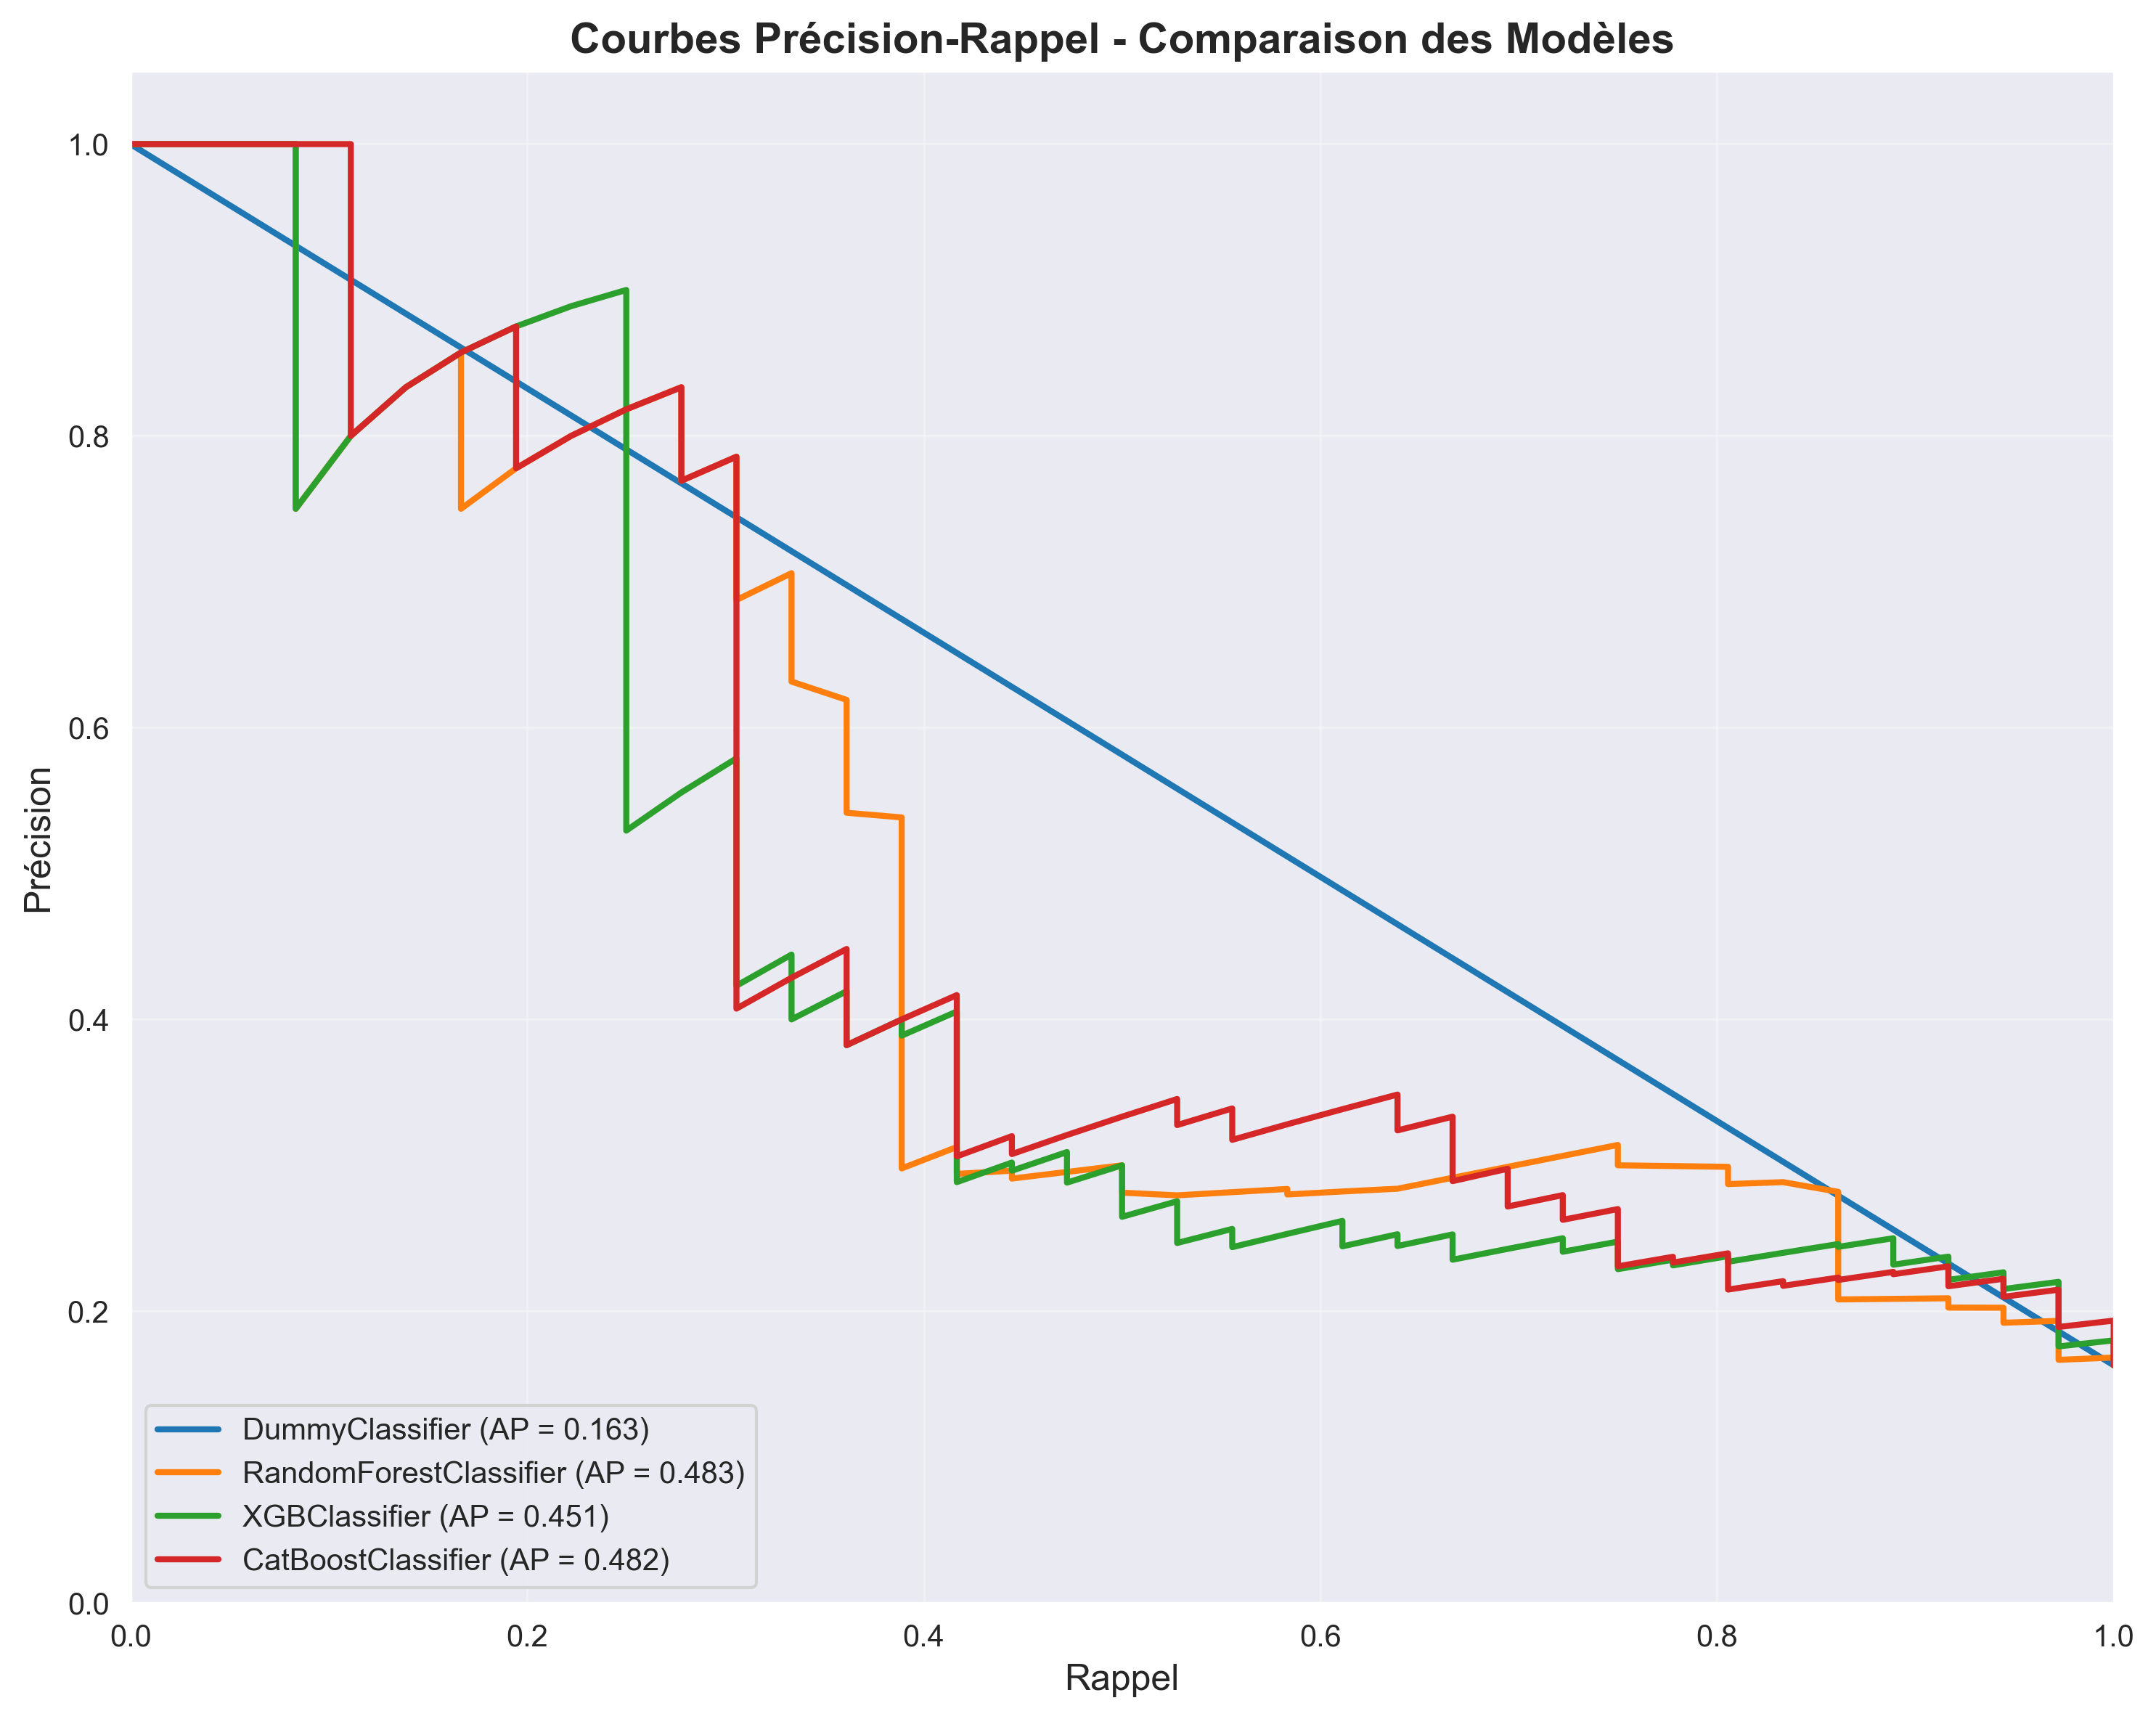 Courbes Précision-Rappel - Comparaison des Modèles
Précision
1.0
0.8
0.6
0.4
0.2
0.0
DummyClassifier (AP = 0.163)
RandomForestClassifier (AP = 0.483)
XGBClassifier (AP = 0.451)
CatBoostClassifier (AP = 0.482)
0.0 0.2 0.4 0.6 0.8 1.0
Rappel